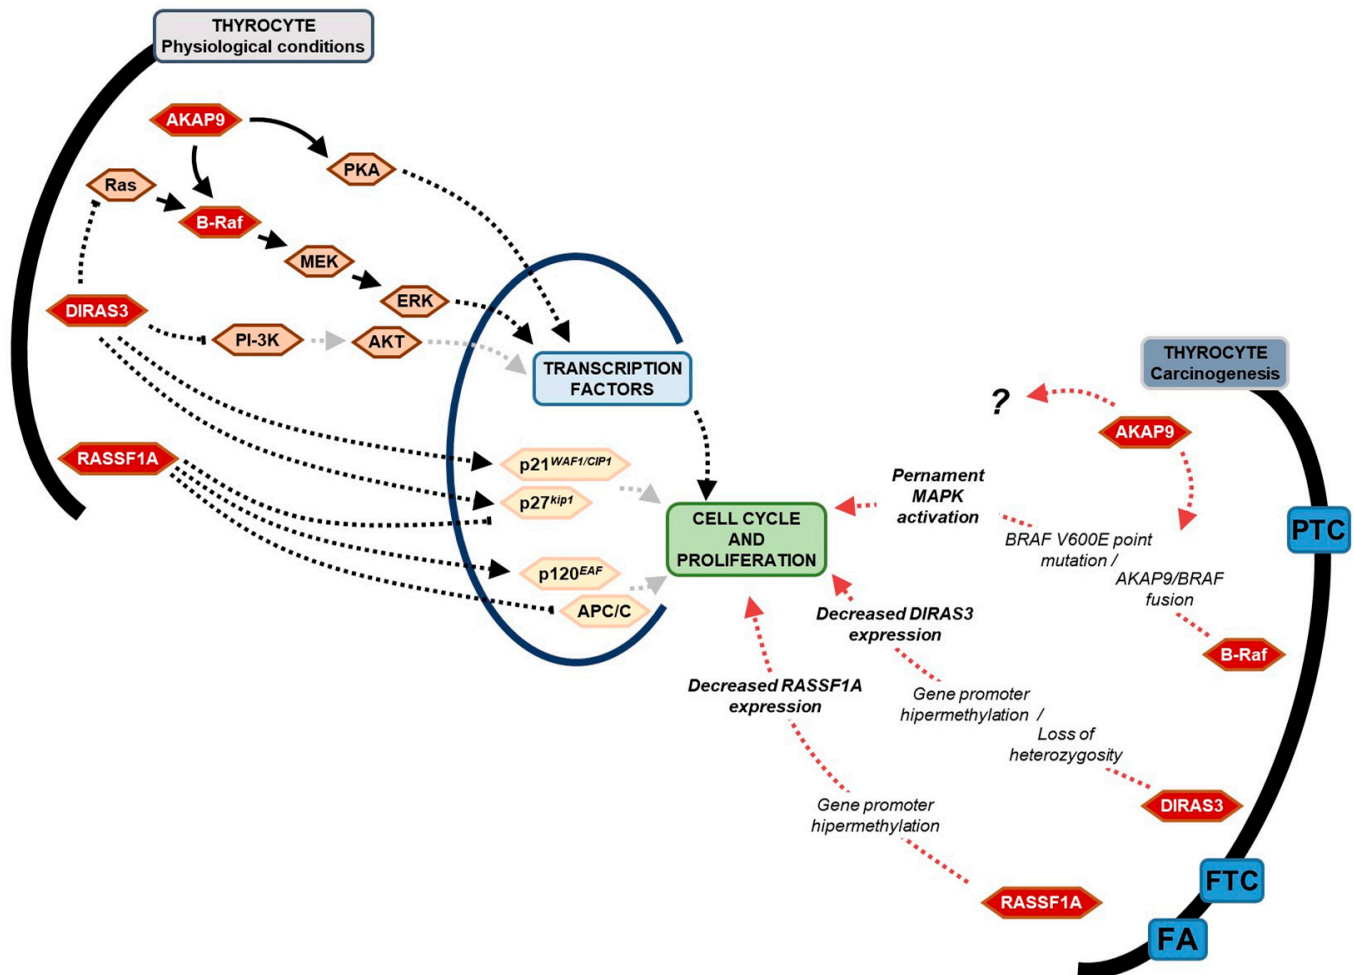 THYROCYTE
Physiological conditions
AKAP9
PKA
Ras
B-Raf
MEK
ERK
DIRAS3
PI-3K
AKT
TRANSCRIPTION
FACTORS
RASSF1A
p21WAF1/CIP1
p27kip1
p120EAF
APC/C
CELL CYCLE
AND
PROLIFERATION
THYROCYTE
Carcinogenesis
?
AKAP9
Pernament
MAPK
activation
BRAF V600E point
mutation /
AKAP9/BRAF
fusion
PTC
B-Raf
Decreased DIRAS3
expression
Gene promoter
hipermethylation /
Loss of
heterozygosity
DIRAS3
Decreased RASSF1A
expression
Gene promoter
hipermethylation
RASSF1A
FTC
FA